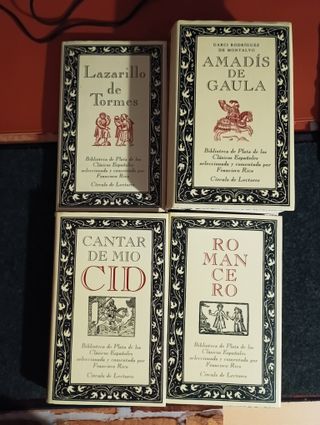 Lazarillo
de
Tormes
Biblioteca de Plata de los
Clásicos Españoles
seleccionada y comentada por
Francisco Rico
Círculo de Lectores
GARCI RODRÍGUEZ
DE MONTALVO
AMADÍS
DE
GAULA
Biblioteca de Plata de los
Clásicos Españoles
seleccionada y comentada por
Francisco Rico
Círculo de Lectores
CANTAR
DE MIO
CID
Biblioteca de Plata de los
Clásicos Españoles
seleccionada y comentada por
Francisco Rico
Círculo de Lectores
RO
MAN
CE
RO
Biblioteca de Plata de los
Clásicos Españoles
seleccionada y comentada por
Francisco Rico
Círculo de Lectores